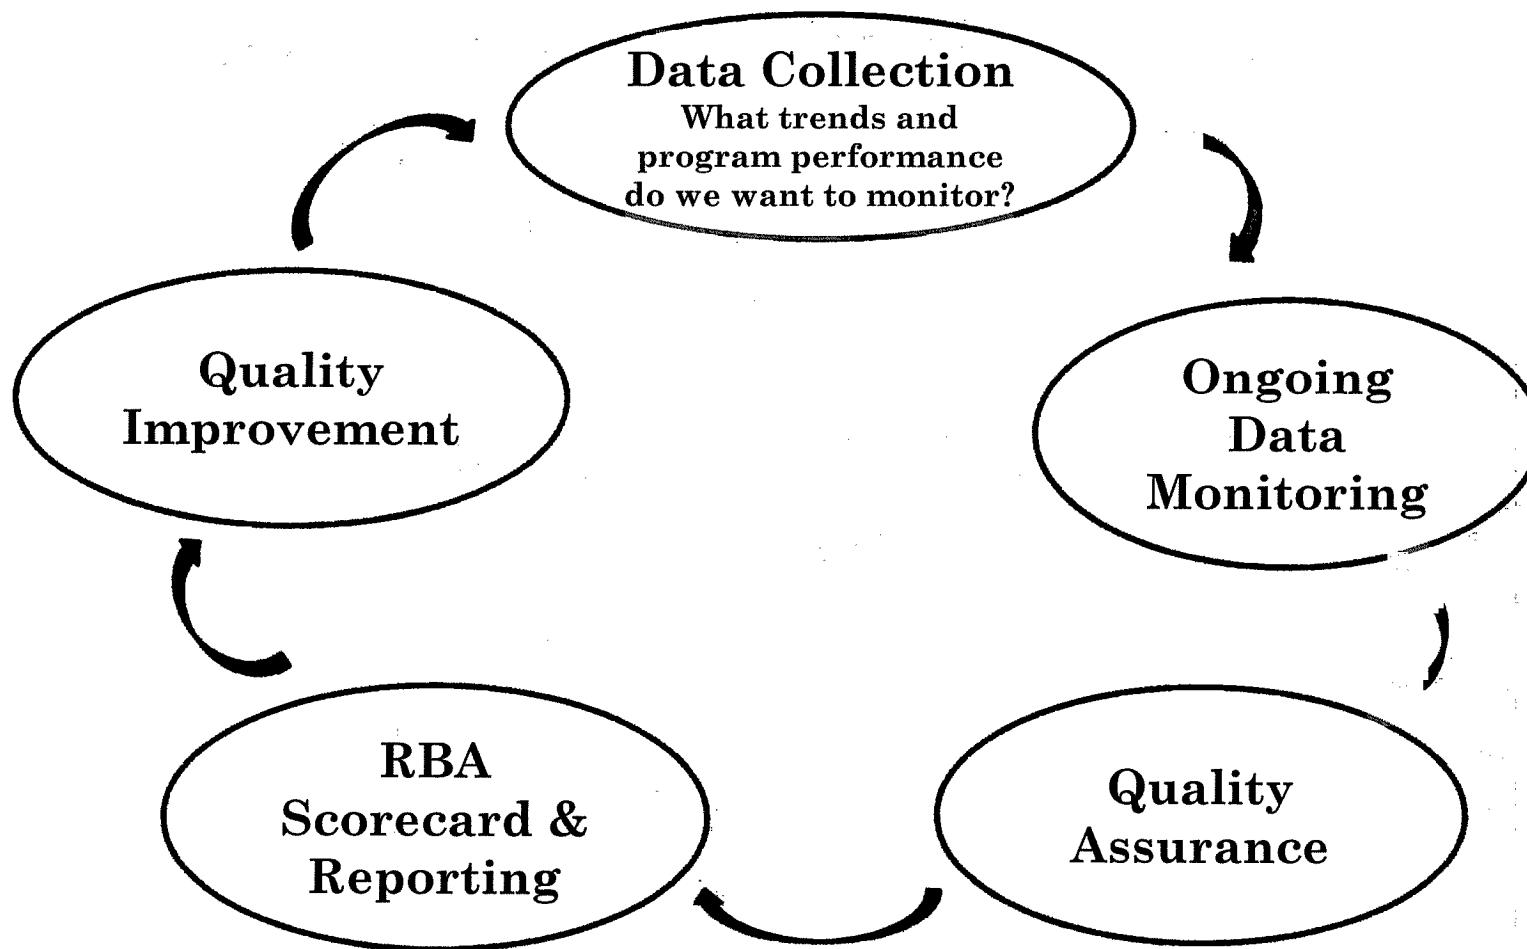 Data Collection
What trends and
program performance
do we want to monitor?
Quality
Improvement
Ongoing
Data
Monitoring
RBA
Scorecard &
Reporting
Quality
Assurance